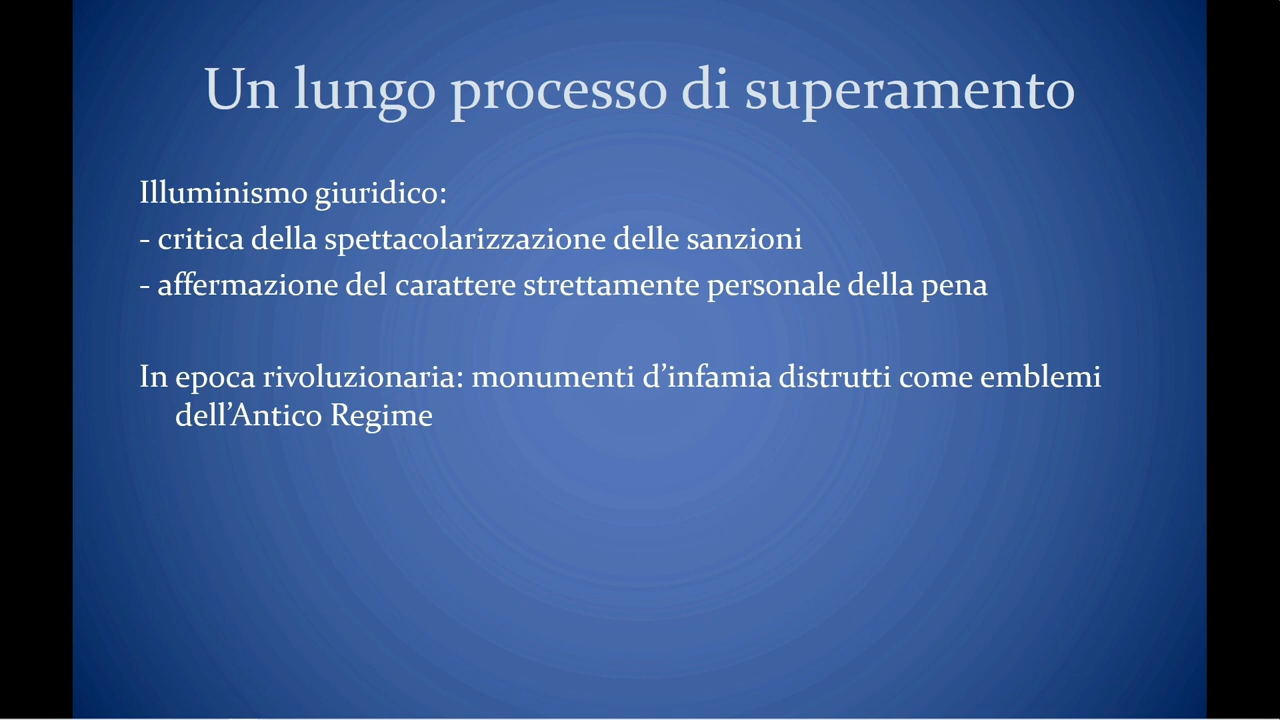 Un lungo processo di superamento
Illuminismo giuridico:
- critica della spettacolarizzazione delle sanzioni
- affermazione del carattere strettamente personale della pena
In epoca rivoluzionaria: monumenti d’infamia distrutti come emblemi
dell’Antico Regime